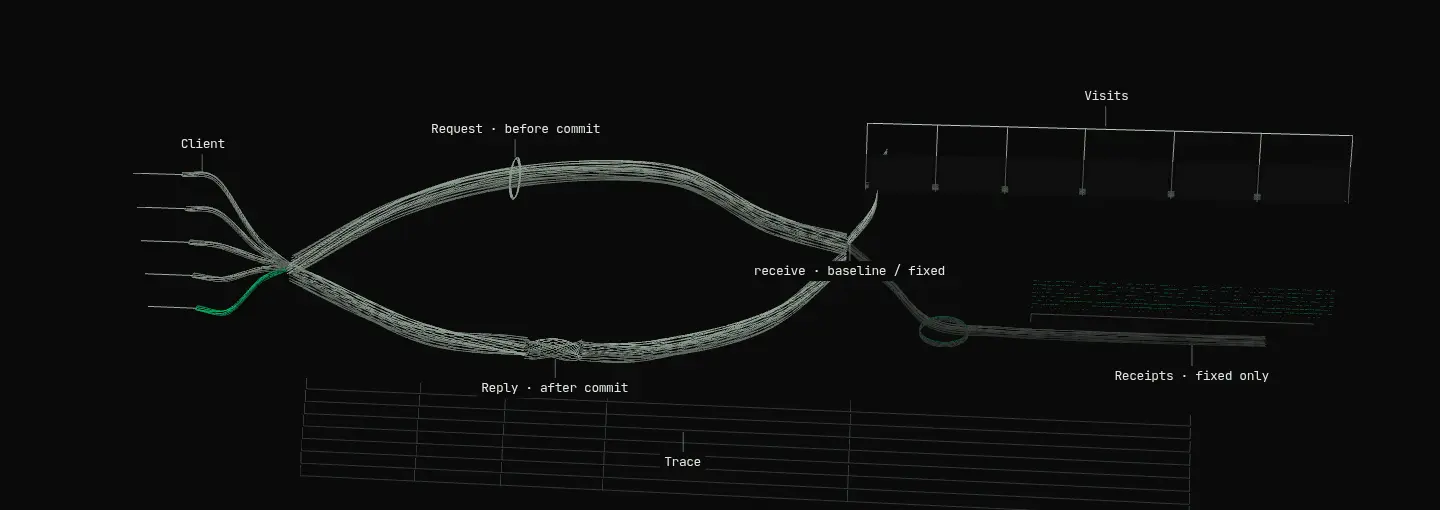 Visits
Request · before commit
Client
receive · baseline / fixed
Receipts · fixed only
Reply · after commit
Trace